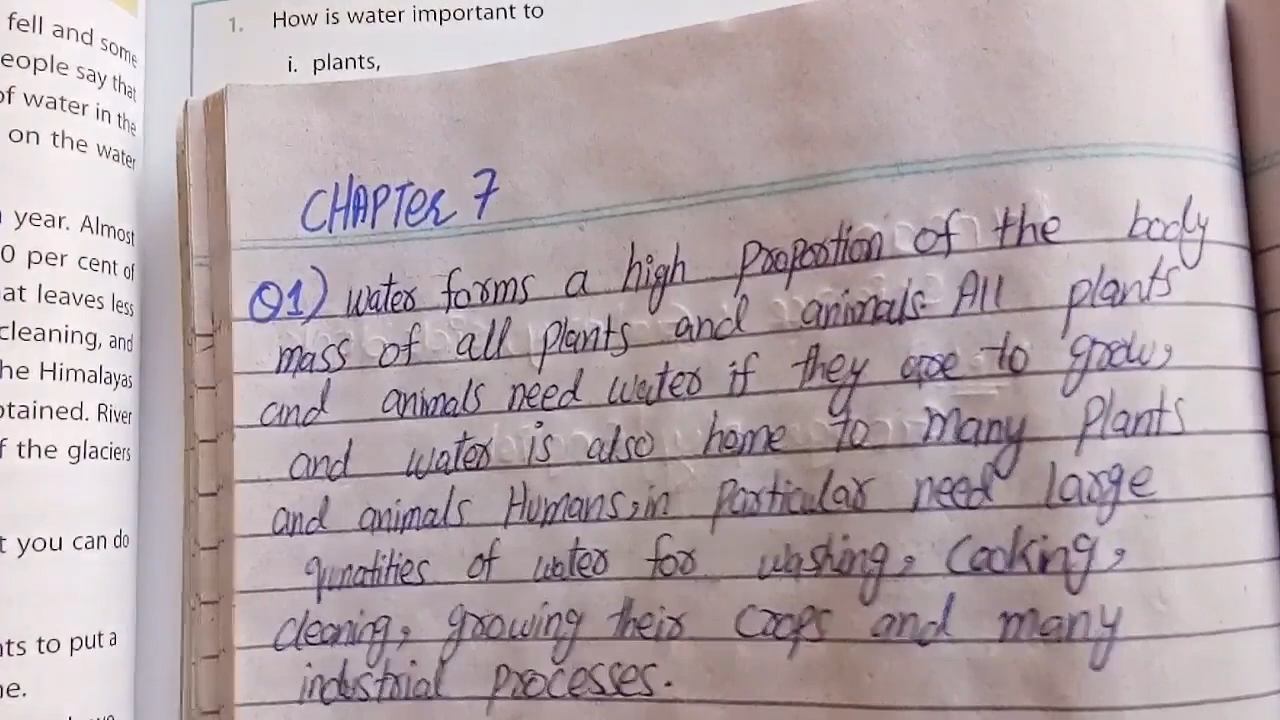 fell and some
eople say that
of water in the
on the water
year. Almost
0 per cent of
at leaves less
cleaning, and
he Himalayas
otained. River
f the glaciers
t you can do
nts to put a
ne.
1. How is water important to
i. plants,
CHAPTER 7
Q1) water forms a high proportion of the body
mass of all plants and animals. All plants
and animals need water if they are to grow,
and water is also home to many plants
and animals Humans, in particular need large
qunatities of water for washing, cooking,
cleaning, growing their crops and many
industrial processes.